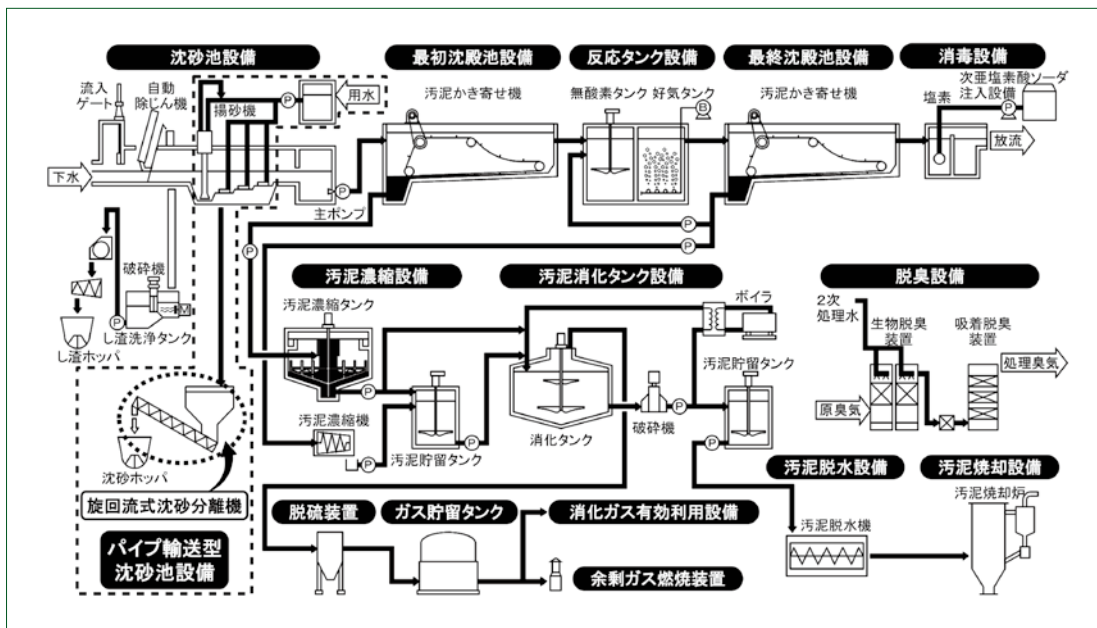 沈砂池設備
最初沈殿池設備
反応タンク設備
最終沈殿池設備
消毒設備
流入
ゲート
自動
除じん機
揚砂機
P
用水
汚泥かき寄せ機
無酸素タンク
好気タンク
B
汚泥かき寄せ機
次亜塩素酸ソーダ
注入設備
塩素
P
放流
下水
主ポンプ
P
P
P
P
破砕機
P
し渣洗浄タンク
し渣ホッパ
汚泥濃縮設備
汚泥消化タンク設備
脱臭設備
汚泥濃縮タンク
P
汚泥濃縮機
P
汚泥貯留タンク
P
消化タンク
ボイラ
破砕機
P
汚泥貯留タンク
P
2次
処理水
生物脱臭
装置
吸着脱臭
装置
処理臭気
原臭気
沈砂ホッパ
旋回流式沈砂分離機
パイプ輸送型
沈砂池設備
脱硫装置
ガス貯留タンク
消化ガス有効利用設備
余剰ガス燃焼装置
汚泥脱水設備
汚泥焼却設備
汚泥脱水機
汚泥焼却炉